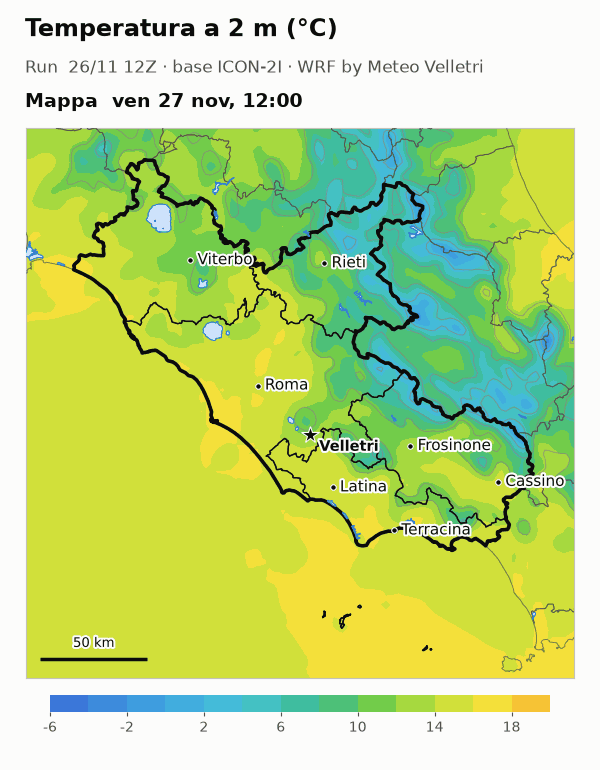 Temperatura a 2 m (°C)
Run 26/11 12Z · base ICON-2I · WRF by Meteo Velletri
Mappa ven 27 nov, 12:00
Viterbo
Rieti
Roma
Velletri
Frosinone
Latina
Cassino
Terracina
50 km
-6 -2 2 6 10 14 18